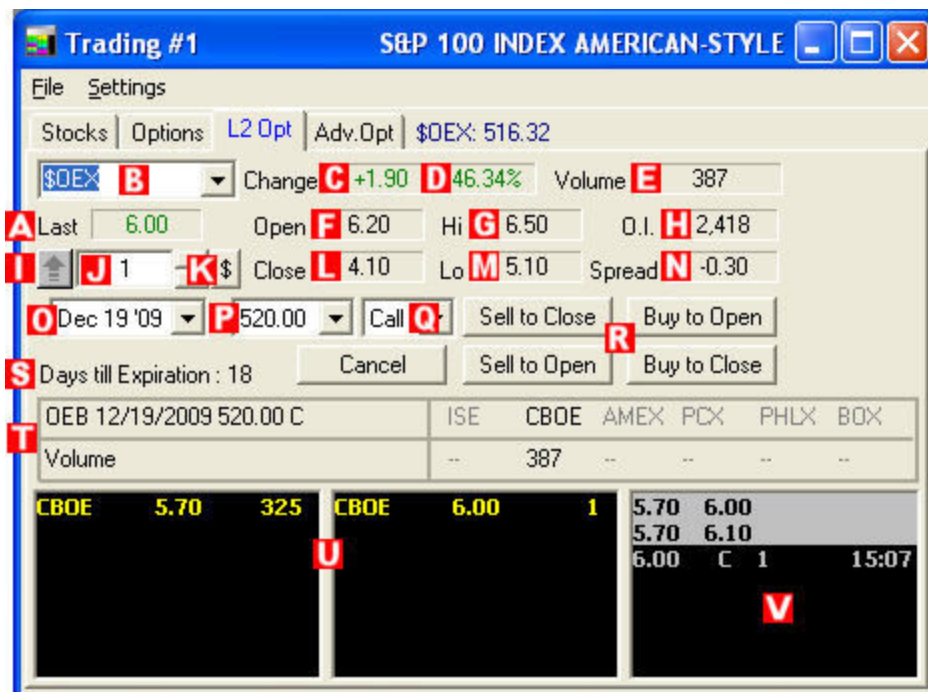 Trading #1 S&P 100 INDEX AMERICAN-STYLE
File Settings
Stocks Options L2 Opt Adv.Opt $OEX: 516.32
$OEX B Change C +1.90 D 46.34% Volume E 387
A Last 6.00 Open F 6.20 Hi G 6.50 O.I. H 2,418
I J 1 K $ Close L 4.10 Lo M 5.10 Spread N -0.30
O Dec 19 '09 P 520.00 Call Q Sell to Close R Buy to Open
S Days till Expiration : 18 Cancel Sell to Open Buy to Close
T OEB 12/19/2009 520.00 C ISE CBOE AMEX PCX PHLX BOX
Volume -- 387 -- -- -- --
CBOE 5.70 325 U CBOE 6.00 1 5.70 6.00
5.70 6.10
6.00 C 1 15:07
V